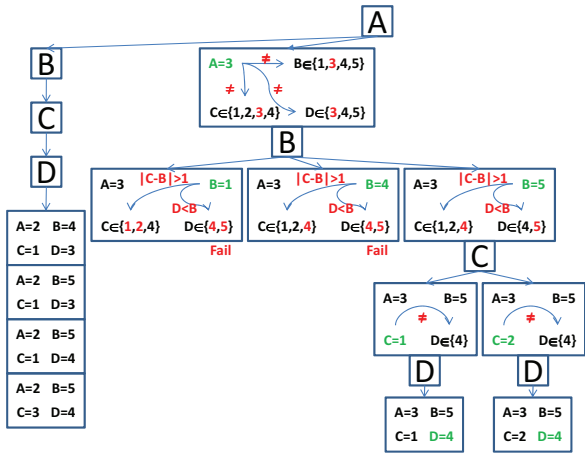 A
B
A=3 ≠ B∈{1,3,4,5}
≠ ≠
C∈{1,2,3,4} D∈{3,4,5}
C
B
D
A=3 |C-B|>1 B=1
D<B
C∈{1,2,4} D∈{4,5}
Fail
A=3 |C-B|>1 B=4
D<B
C∈{1,2,4} D∈{4,5}
Fail
A=3 |C-B|>1 B=5
D<B
C∈{1,2,4} D∈{4,5}
A=2 B=4
C=1 D=3
A=2 B=5
C=1 D=3
A=2 B=5
C=1 D=4
A=2 B=5
C=3 D=4
C
A=3 B=5
≠
C=1 D∈{4}
A=3 B=5
≠
C=2 D∈{4}
D
D
A=3 B=5
C=1 D=4
A=3 B=5
C=2 D=4